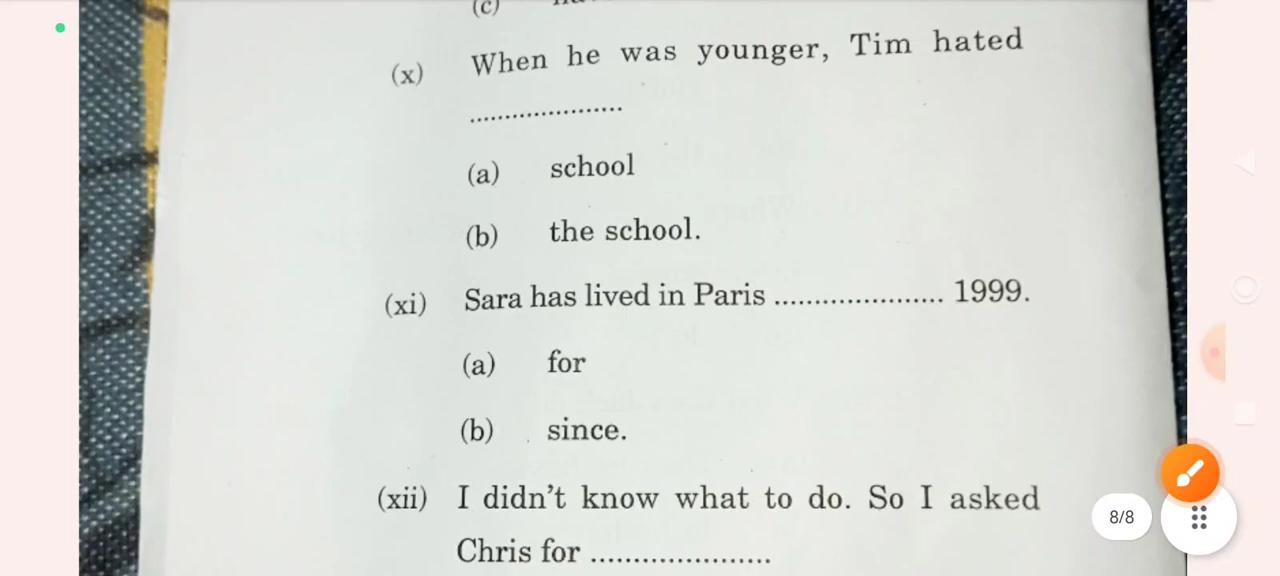 (c)
(x) When he was younger, Tim hated
.....................
(a) school
(b) the school.
(xi) Sara has lived in Paris ..................... 1999.
(a) for
(b) since.
(xii) I didn't know what to do. So I asked
Chris for ......................
8/8